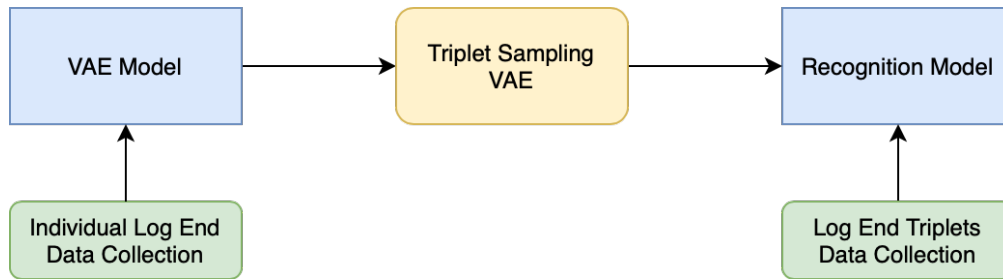 VAE Model
Triplet Sampling
VAE
Recognition Model
Individual Log End
Data Collection
Log End Triplets
Data Collection